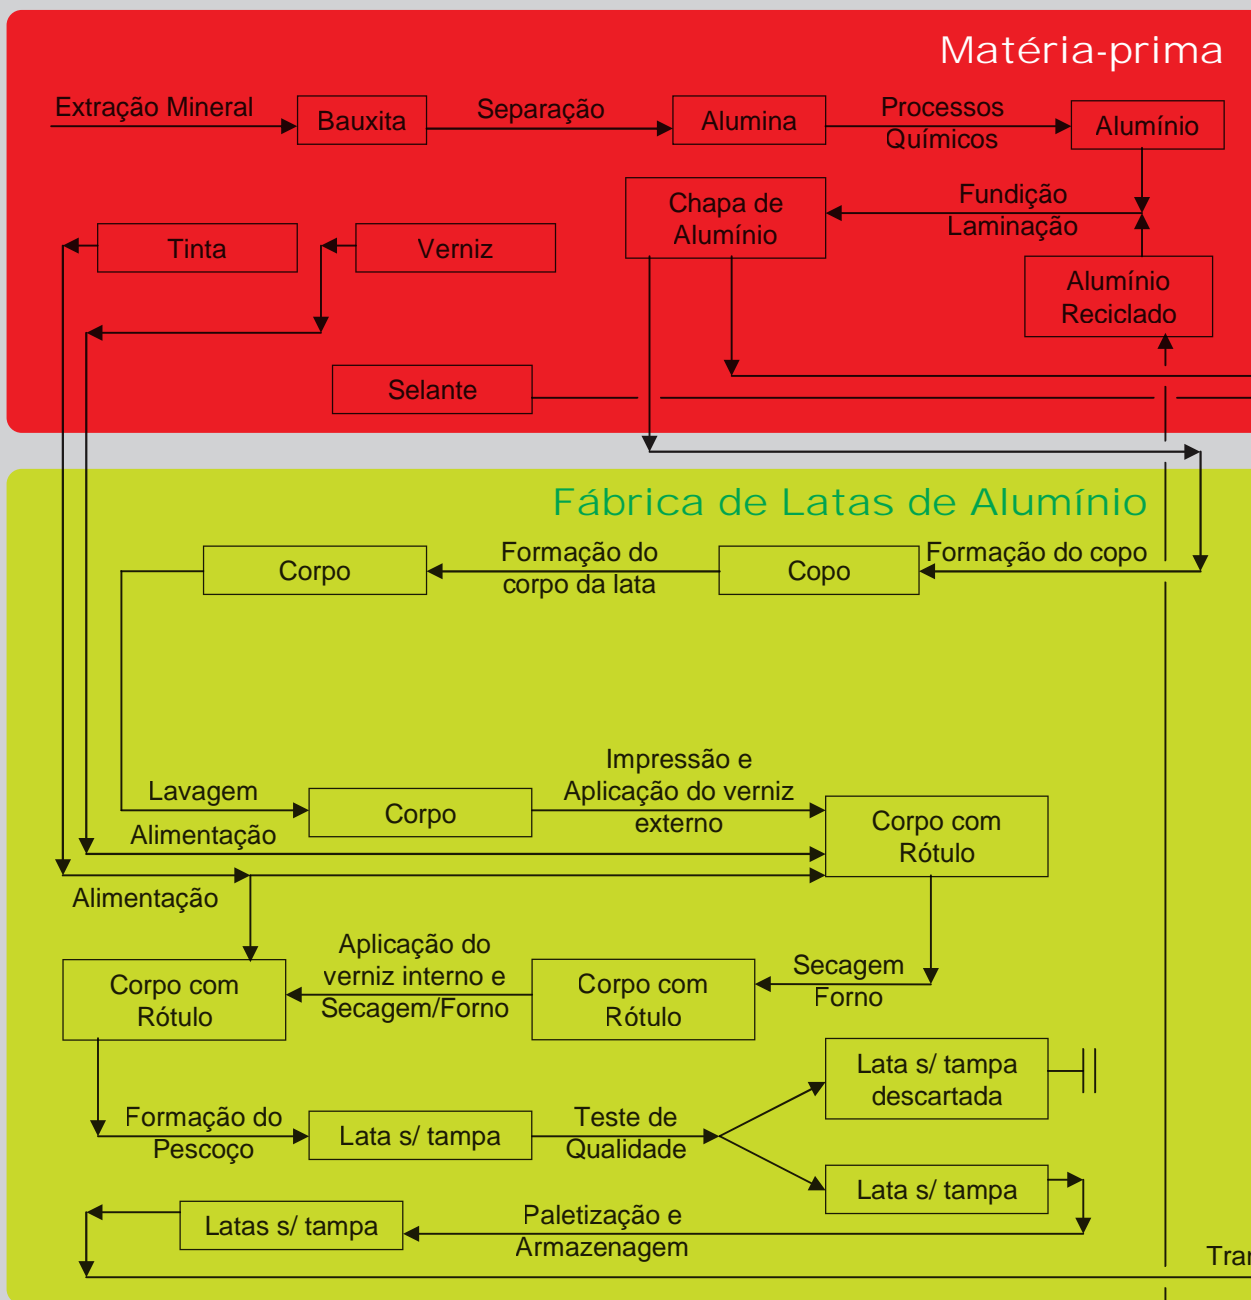 Matéria-prima
Extração Mineral
Bauxita
Separação
Alumina
Processos
Químicos
Alumínio
Fundição
Laminação
Chapa de
Alumínio
Tinta
Verniz
Alumínio
Reciclado
Selante
Fábrica de Latas de Alumínio
Formação do copo
Copo
Formação do
corpo da lata
Corpo
Lavagem
Corpo
Impressão e
Aplicação do verniz
externo
Corpo com
Rótulo
Alimentação
Alimentação
Secagem
Forno
Corpo com
Rótulo
Aplicação do
verniz interno e
Secagem/Forno
Corpo com
Rótulo
Formação do
Pescoço
Lata s/ tampa
Teste de
Qualidade
Lata s/ tampa
descartada
Lata s/ tampa
Paletização e
Armazenagem
Latas s/ tampa